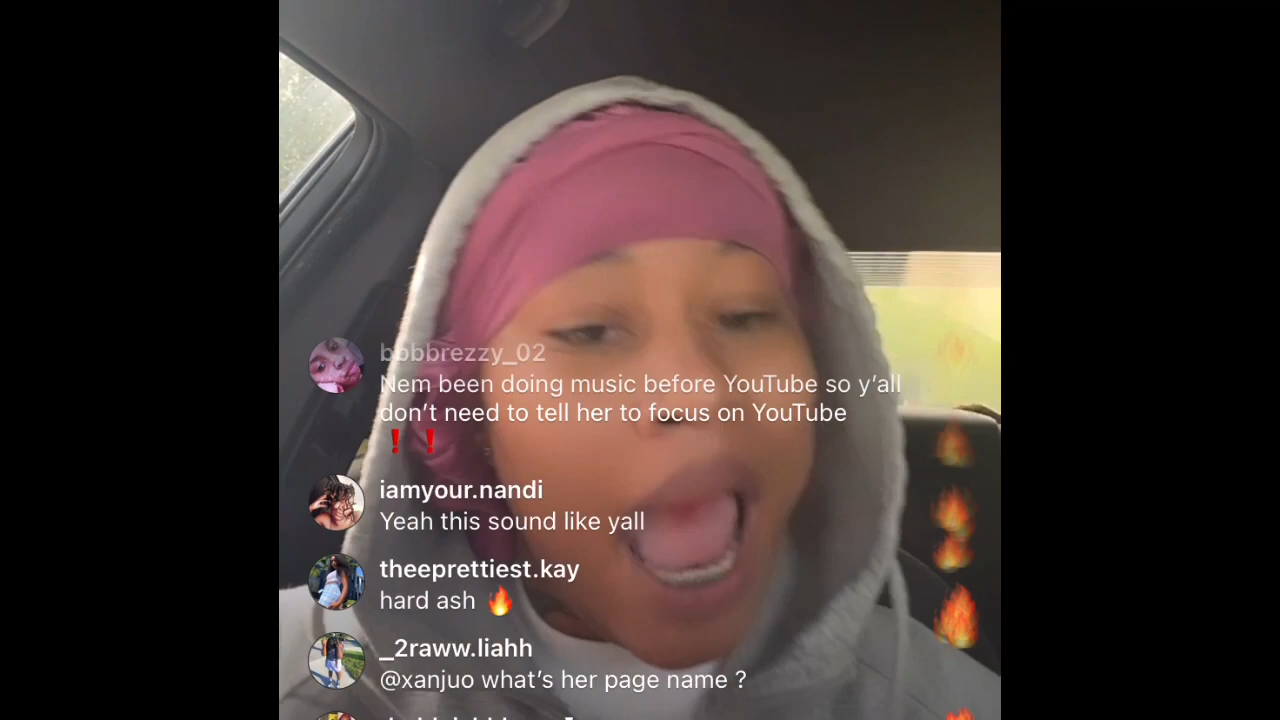 bobbrezzy_02
Nem been doing music before YouTube so y’all
don’t need to tell her to focus on YouTube
❗❗
iamyour.nandi
Yeah this sound like yall
theeprettiest.kay
hard ash 🔥
_2raww.liahh
@xanjuo what’s her page name ?